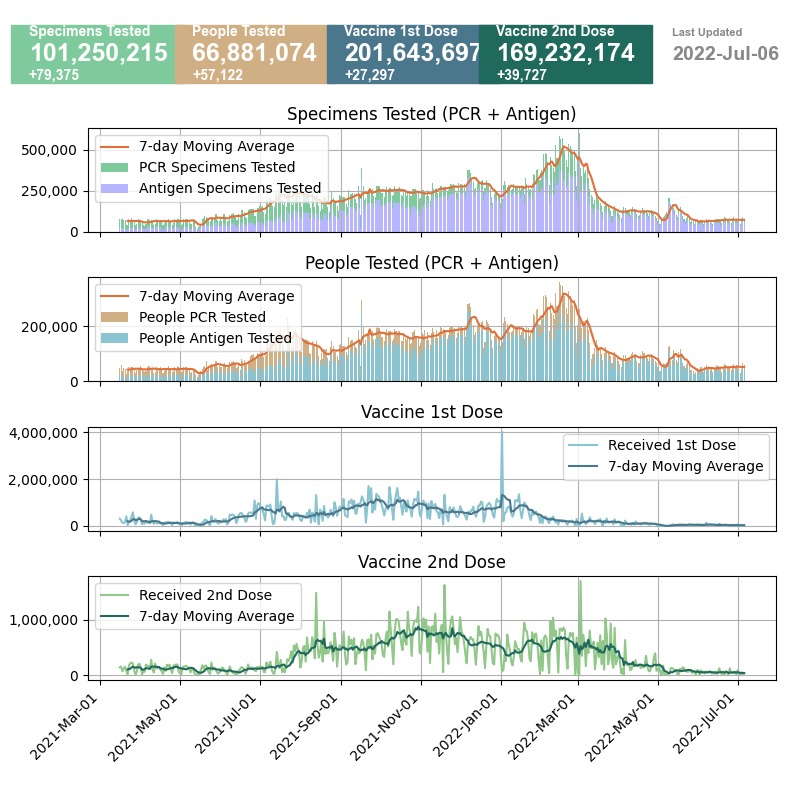 Specimens Tested
101,250,215
+79,375
People Tested
66,881,074
+57,122
Vaccine 1st Dose
201,643,697
+27,297
Vaccine 2nd Dose
169,232,174
+39,727
Last Updated
2022-Jul-06
Specimens Tested (PCR + Antigen)
500,000
250,000
0
7-day Moving Average
PCR Specimens Tested
Antigen Specimens Tested
People Tested (PCR + Antigen)
200,000
0
7-day Moving Average
People PCR Tested
People Antigen Tested
Vaccine 1st Dose
4,000,000
2,000,000
0
Received 1st Dose
7-day Moving Average
Vaccine 2nd Dose
1,000,000
0
Received 2nd Dose
7-day Moving Average
2021-Mar-01
2021-May-01
2021-Jul-01
2021-Sep-01
2021-Nov-01
2022-Jan-01
2022-Mar-01
2022-May-01
2022-Jul-01